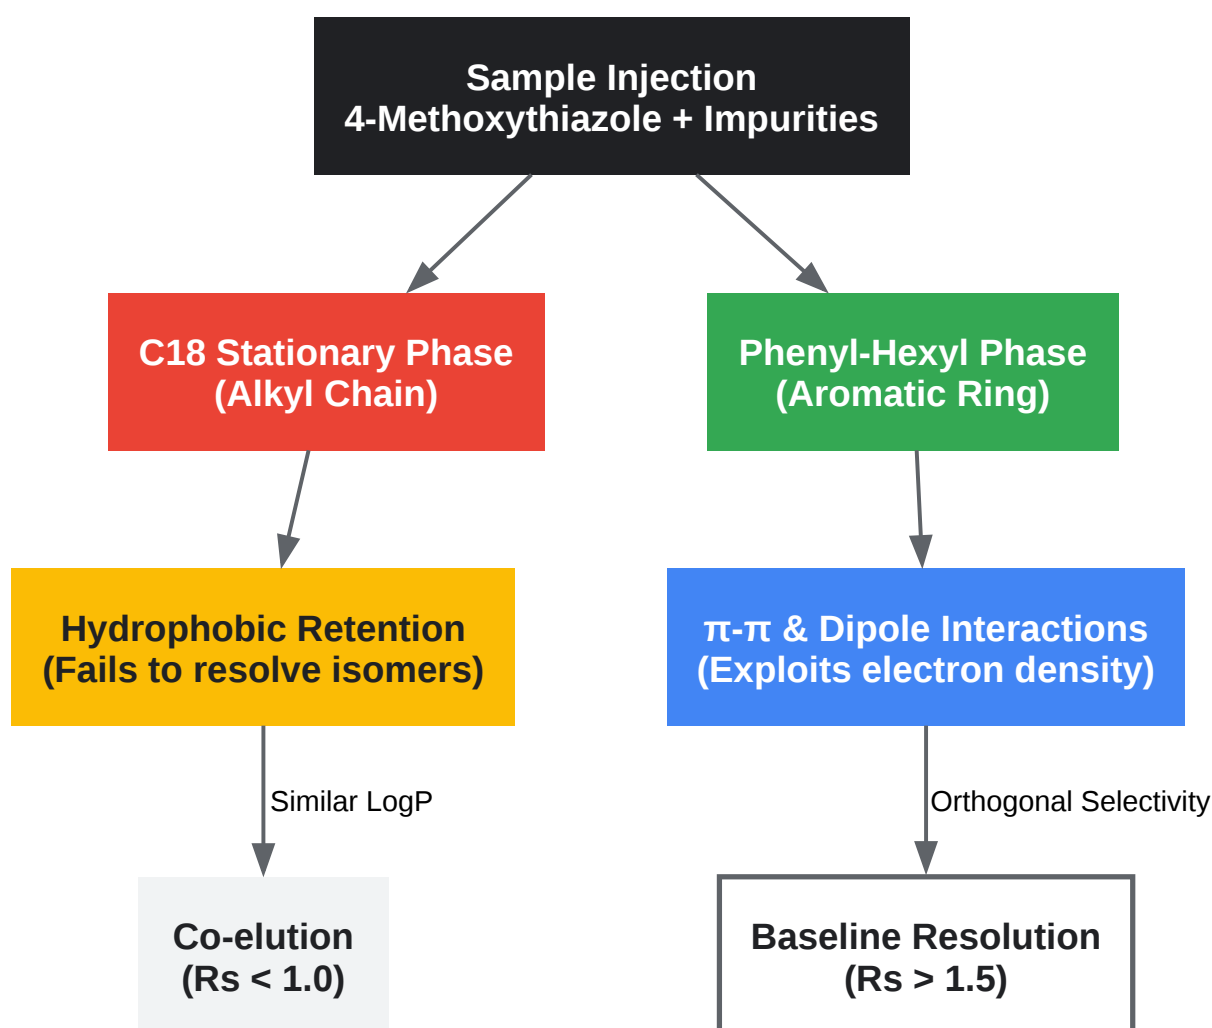 Sample Injection
4-Methoxythiazole + Impurities
C18 Stationary Phase
(Alkyl Chain)
Phenyl-Hexyl Phase
(Aromatic Ring)
Hydrophobic Retention
(Fails to resolve isomers)
π-π & Dipole Interactions
(Exploits electron density)
Similar LogP
Orthogonal Selectivity
Co-elution
(Rs < 1.0)
Baseline Resolution
(Rs > 1.5)